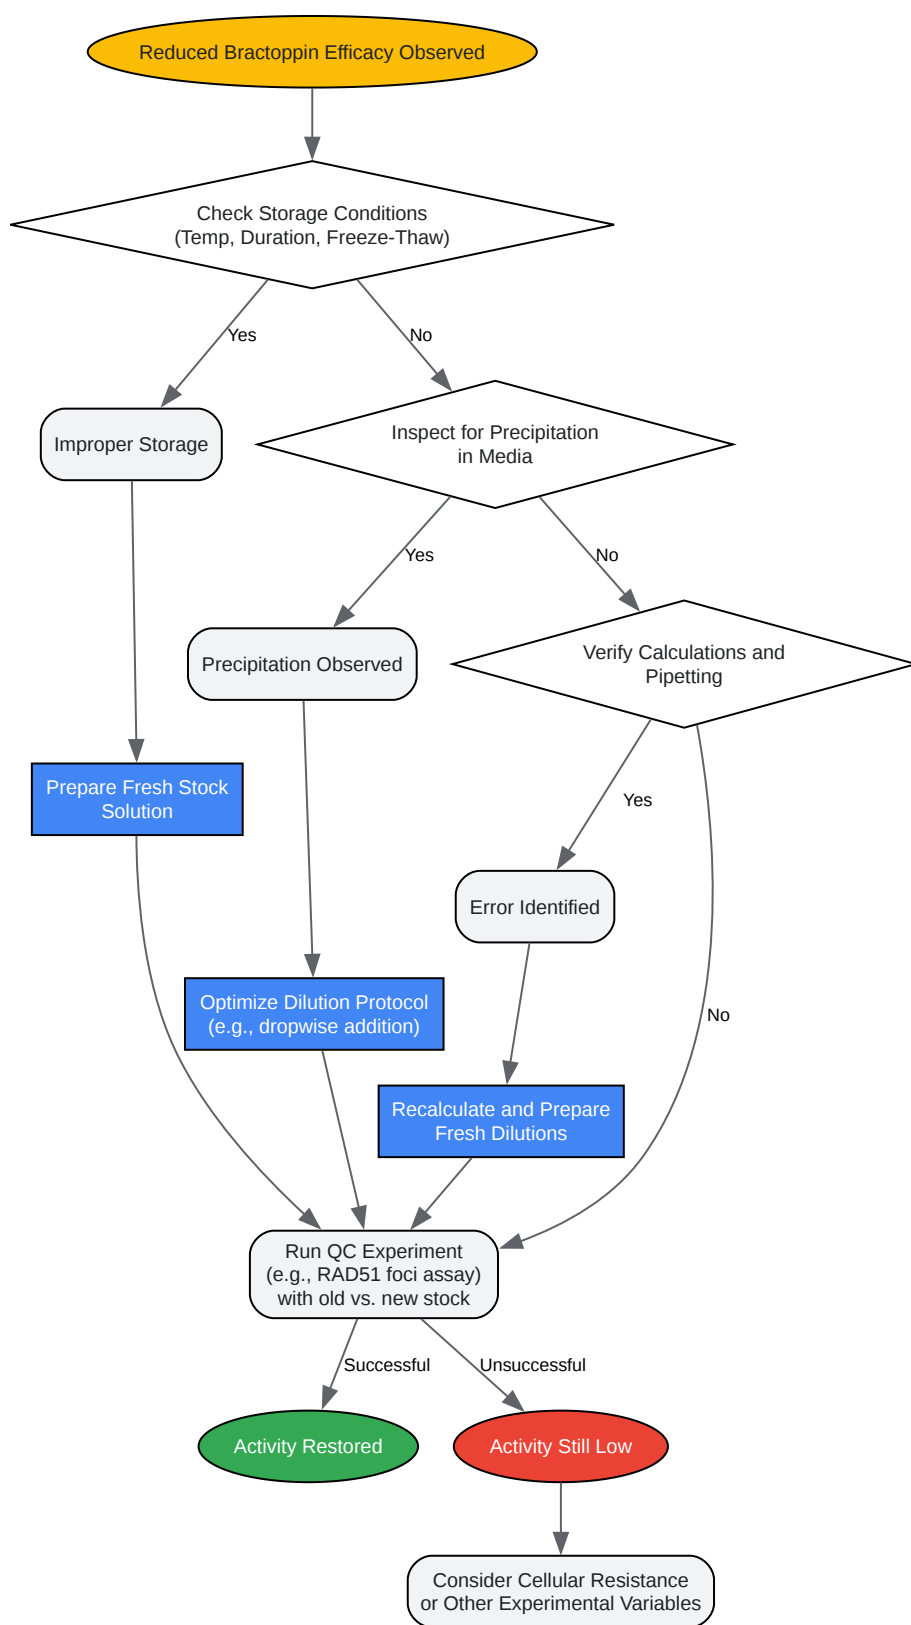 Reduced Bractoppin Efficacy Observed
Check Storage Conditions
(Temp, Duration, Freeze-Thaw)
Yes
No
Improper Storage
Inspect for Precipitation
in Media
Yes
No
Precipitation Observed
Verify Calculations and
Pipetting
Prepare Fresh Stock
Solution
Yes
Error Identified
Optimize Dilution Protocol
(e.g., dropwise addition)
No
Recalculate and Prepare
Fresh Dilutions
Run QC Experiment
(e.g., RAD51 foci assay)
with old vs. new stock
Successful
Unsuccessful
Activity Restored
Activity Still Low
Consider Cellular Resistance
or Other Experimental Variables